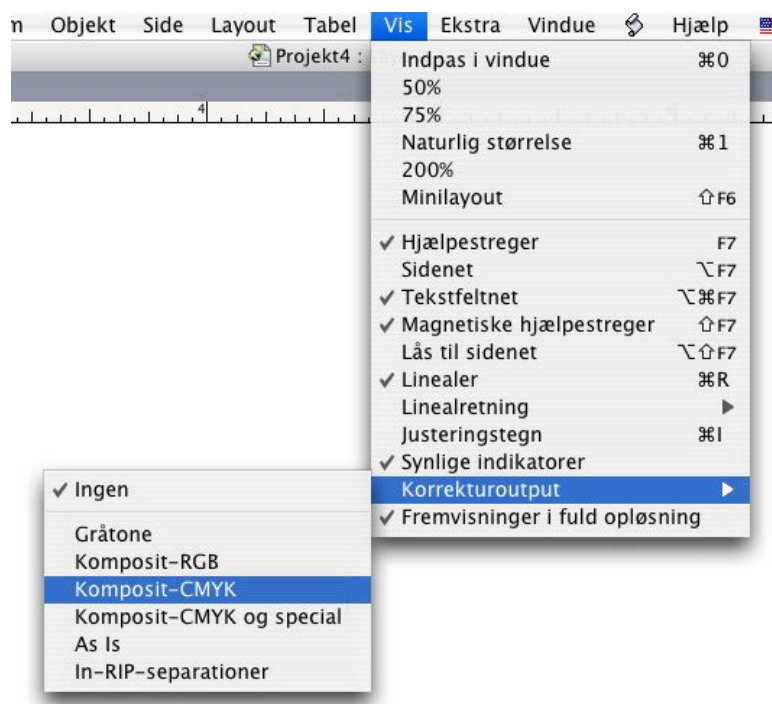 m Objekt Side Layout Tabel Vis Ekstra Vindue Hjælp
Projekt4 :
4
Indpas i vindue ⌘0
50%
75%
Naturlig størrelse ⌘1
200%
Minilayout ⇧F6
✓ Hjælpestreger F7
Sidenet ⌥F7
✓ Tekstfeltnet ⌥⌘F7
✓ Magnetiske hjælpestreger ⇧F7
Lås til sidenet ⌥⇧F7
✓ Linealer ⌘R
Linealretning ▶
Justeringstegn ⌘I
✓ Synlige indikatorer
Korrekturoutput ▶
✓ Fremvisninger i fuld opløsning
✓ Ingen
Gråtone
Komposit-RGB
Komposit-CMYK
Komposit-CMYK og special
As Is
In-RIP-separationer